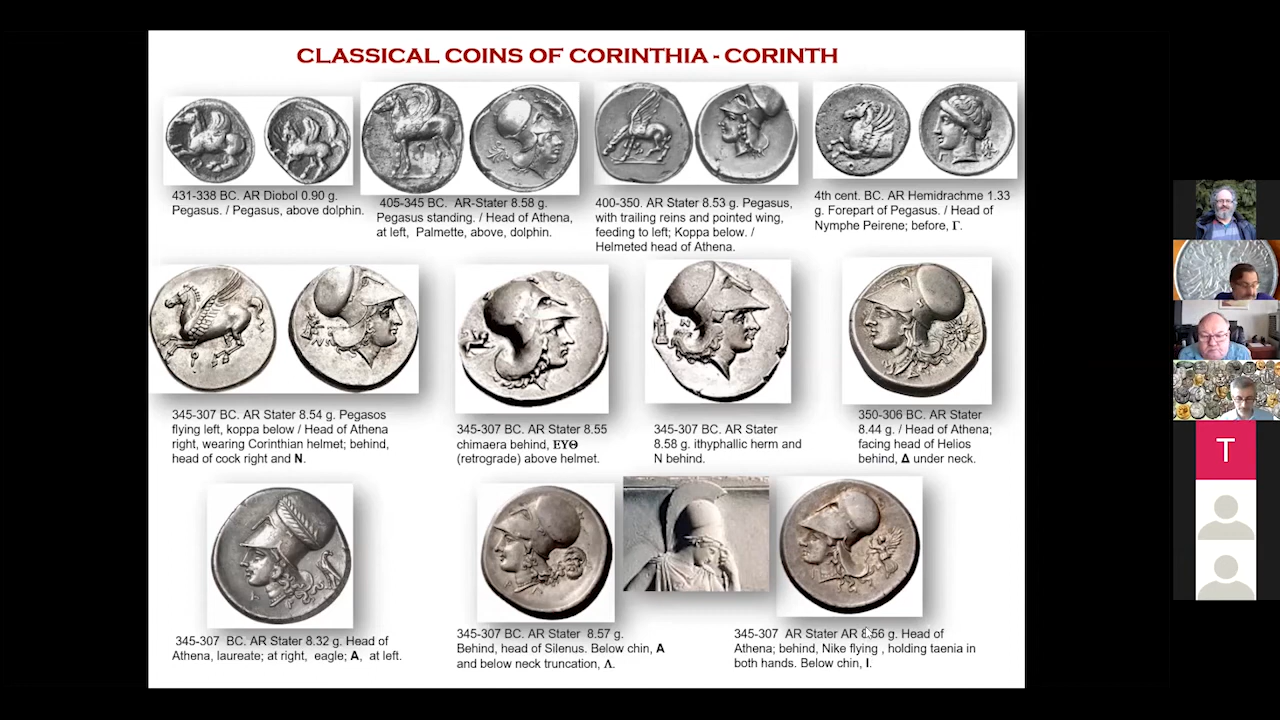 CLASSICAL COINS OF CORINTHIA - CORINTH
431-338 BC. AR Diobol 0.90 g.
Pegasus. / Pegasus, above dolphin.
405-345 BC. AR-Stater 8.58 g.
Pegasus standing. / Head of Athena,
at left, Palmette, above, dolphin.
400-350. AR Stater 8.53 g. Pegasus,
with trailing reins and pointed wing,
feeding to left; Koppa below. /
Helmeted head of Athena.
4th cent. BC. AR Hemidrachme 1.33
g. Forepart of Pegasus. / Head of
Nymphe Peirene; before, Γ.
345-307 BC. AR Stater 8.54 g. Pegasos
flying left, koppa below / Head of Athena
right, wearing Corinthian helmet; behind,
head of cock right and N.
345-307 BC. AR Stater 8.55
chimaera behind, ΕΥΘ
(retrograde) above helmet.
345-307 BC. AR Stater
8.58 g. ithyphallic herm and
N behind.
350-306 BC. AR Stater
8.44 g. / Head of Athena;
facing head of Helios
behind, Δ under neck.
345-307 BC. AR Stater 8.32 g. Head of
Athena, laureate; at right, eagle; A, at left.
345-307 BC. AR Stater 8.57 g.
Behind, head of Silenus. Below chin, A
and below neck truncation, Λ.
345-307 AR Stater AR 8.56 g. Head of
Athena; behind, Nike flying , holding taenia in
both hands. Below chin, I.
T